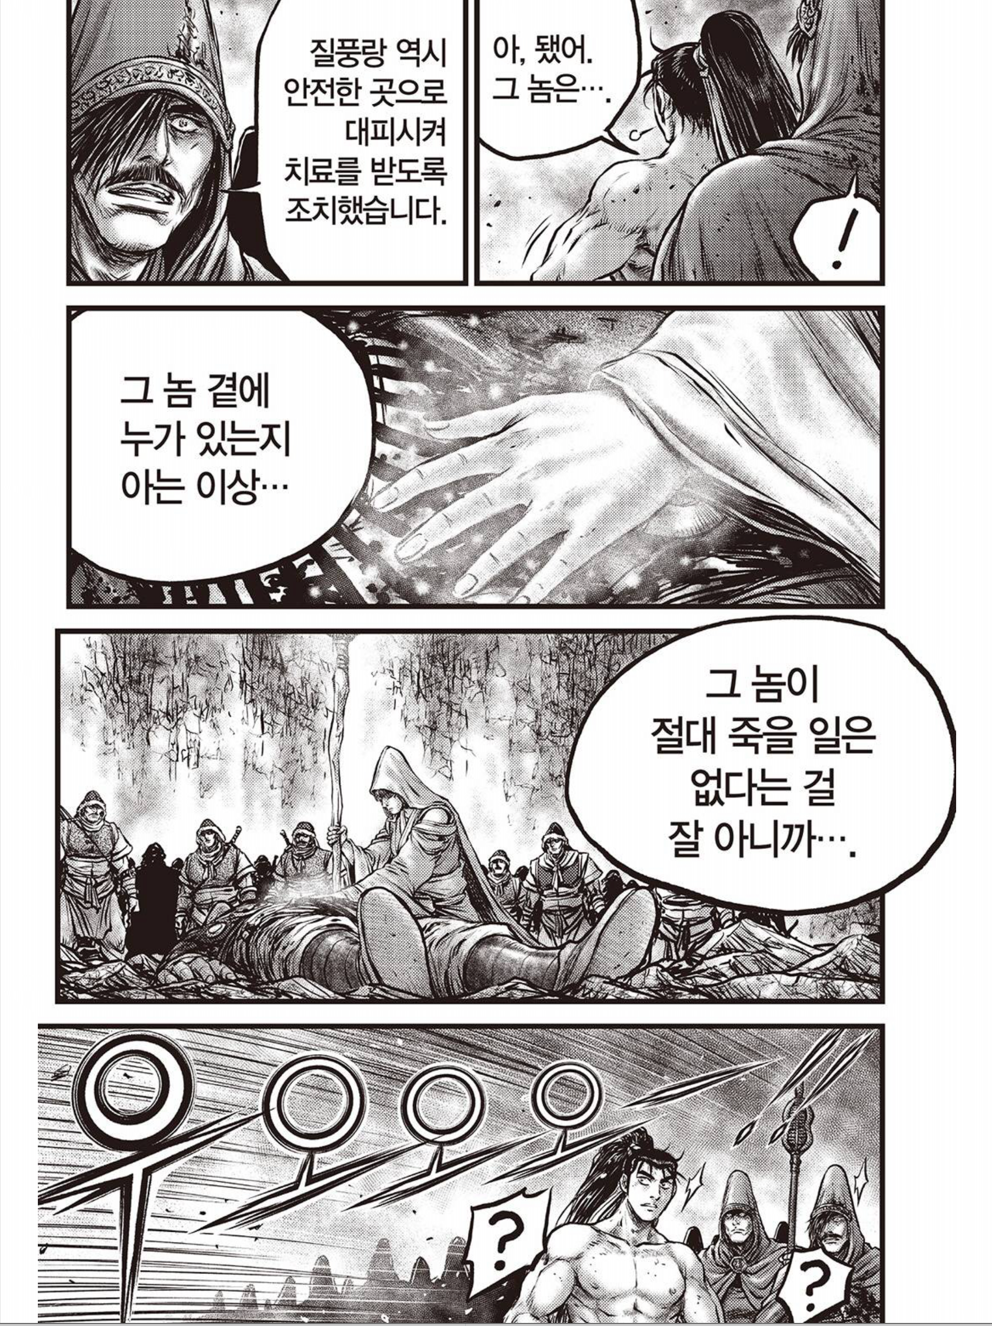 질풍랑 역시
안전한 곳으로
대피시켜
치료를 받도록
조치했습니다.
아, 됐어.
그 놈은….
!
그 놈 곁에
누가 있는지
아는 이상…
그 놈이
절대 죽을 일은
없다는 걸
잘 아니까….
우우우우
?
?